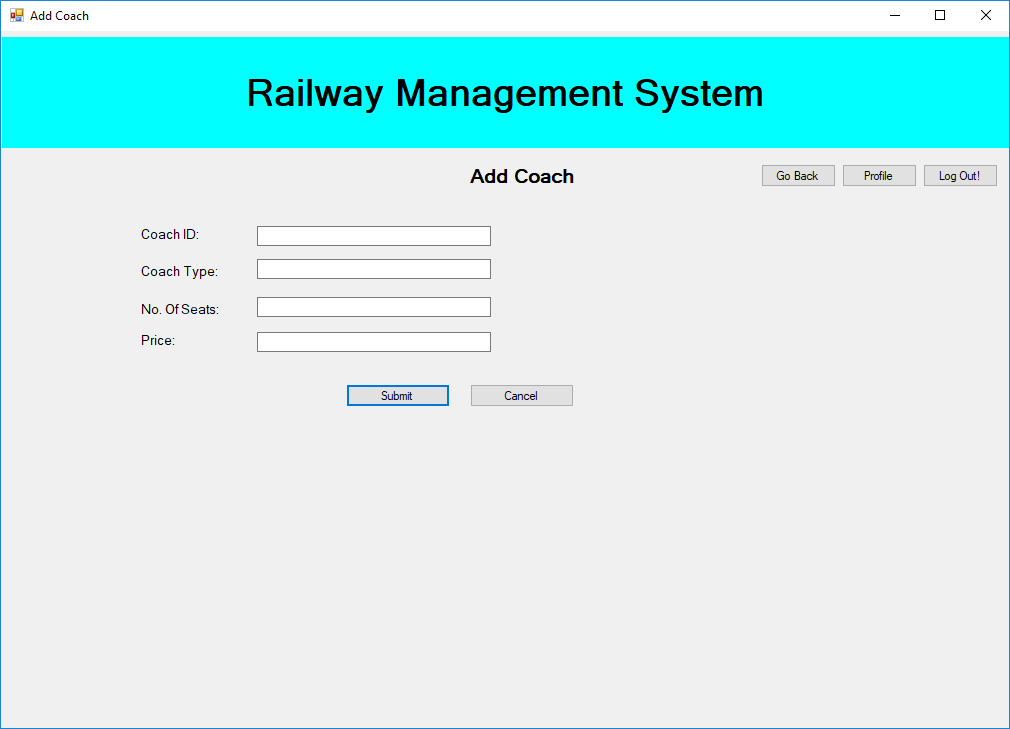 Add Coach
Railway Management System
Add Coach
Go Back
Profile
Log Out!
Coach ID:
Coach Type:
No. Of Seats:
Price:
Submit
Cancel